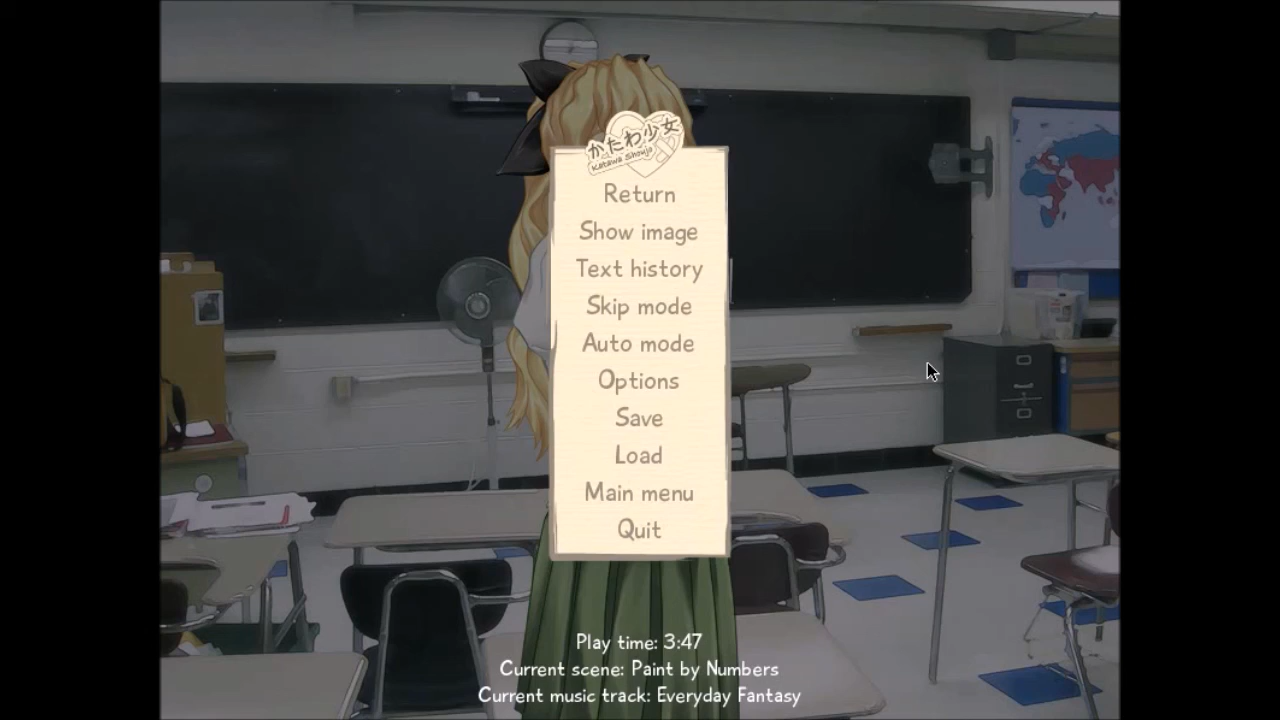 かたわ少女
Katawa Shoujo
Return
Show image
Text history
Skip mode
Auto mode
Options
Save
Load
Main menu
Quit
Play time: 3:47
Current scene: Paint by Numbers
Current music track: Everyday Fantasy